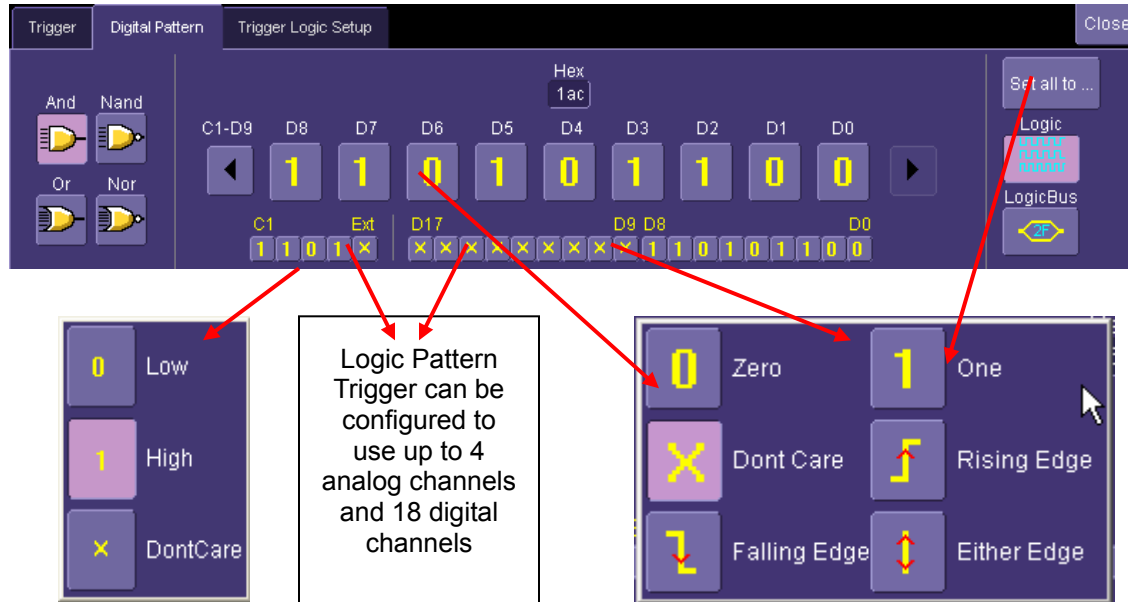 Trigger Digital Pattern Trigger Logic Setup Close
Hex
1ac
Set all to ...
And Nand
C1-D9 D8 D7 D6 D5 D4 D3 D2 D1 D0
Logic
1 1 0 1 0 1 1 0 0
Or Nor
LogicBus
C1 Ext D17 D9 D8 D0
2F
1 1 0 1 × × × × × × × × × × 1 1 0 1 0 1 1 0 0
0 Low
1 High
× DontCare
Logic Pattern
Trigger can be
configured to
use up to 4
analog channels
and 18 digital
channels
0 Zero 1 One
X Dont Care Rising Edge
Falling Edge Either Edge